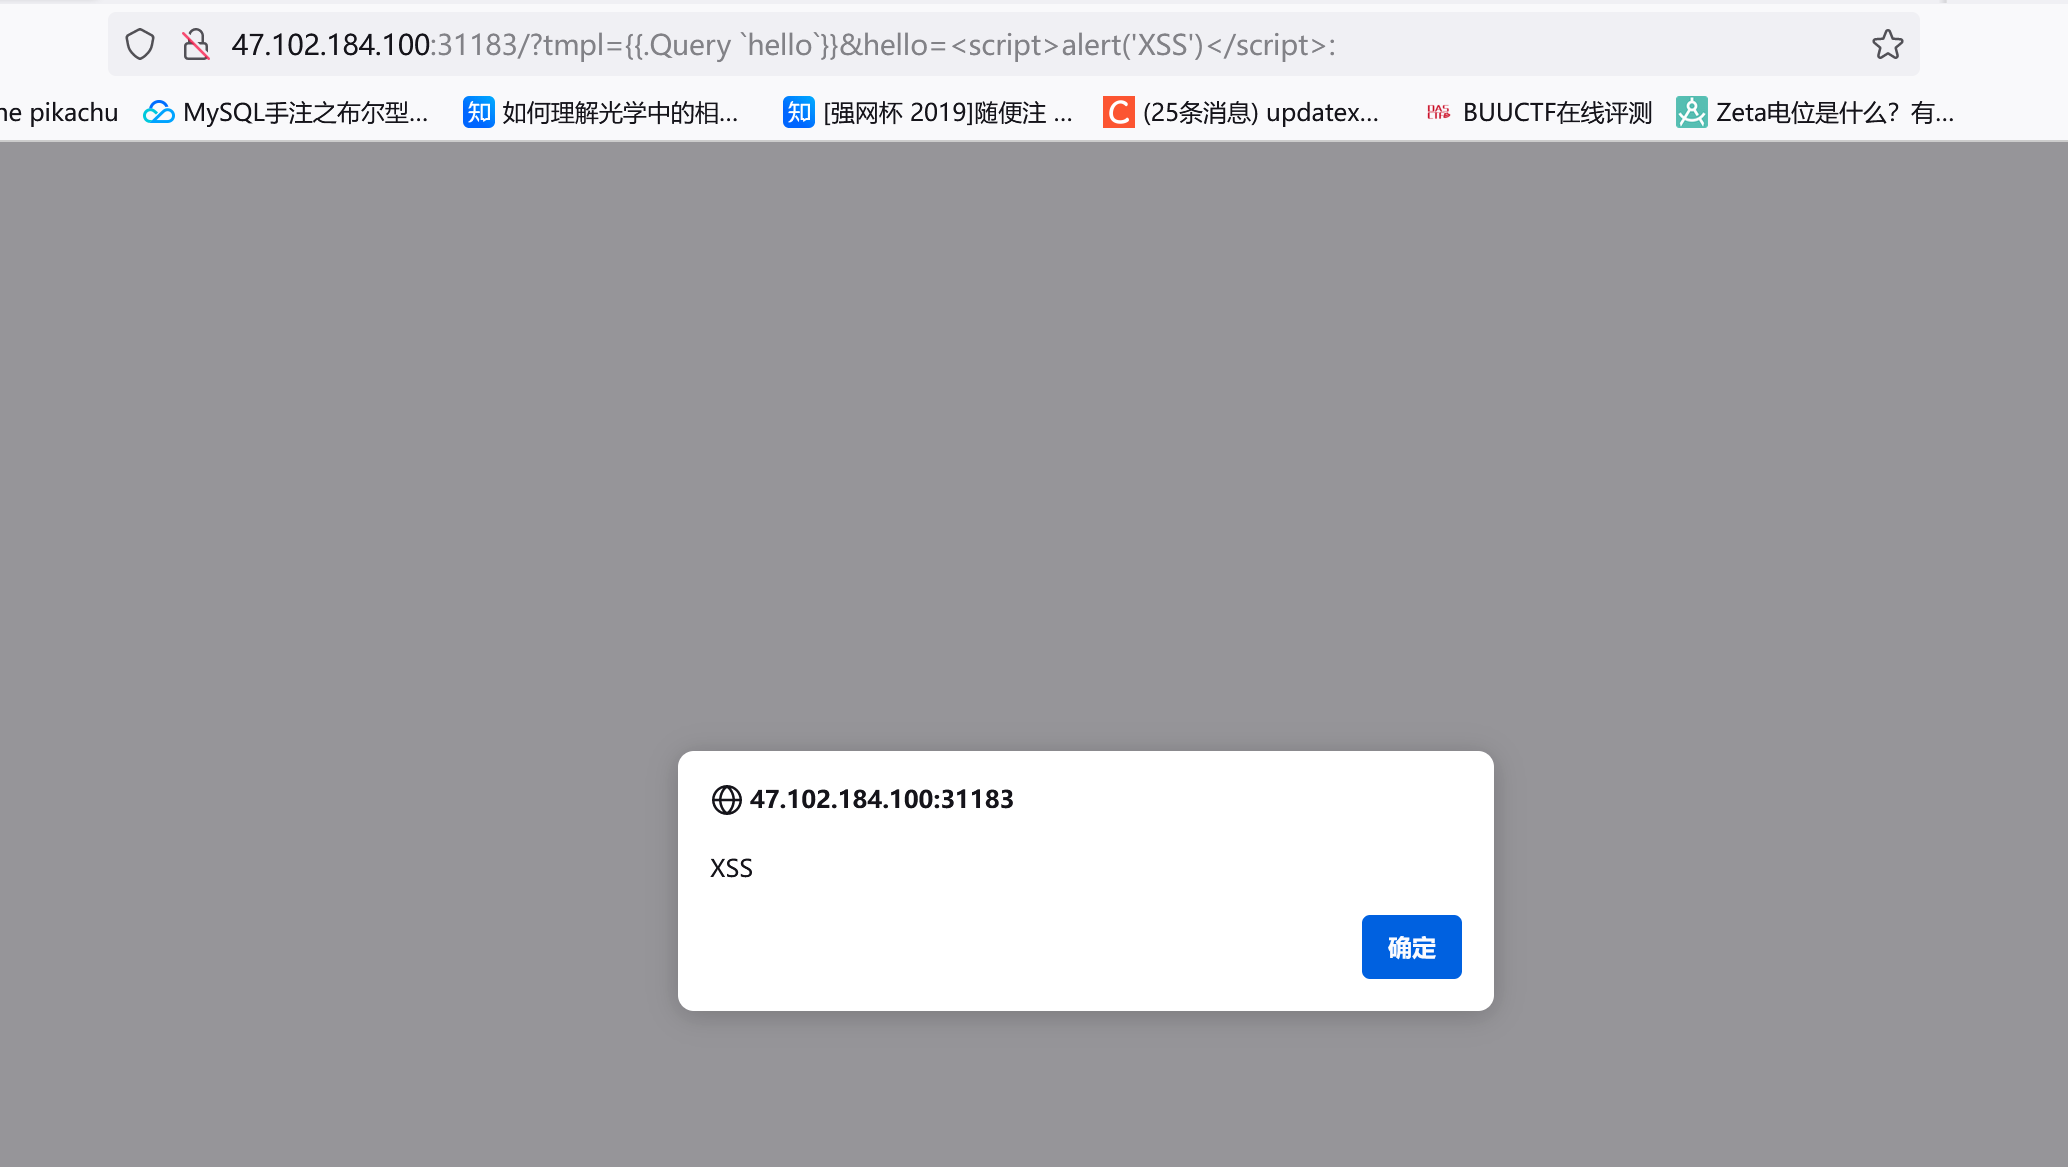 47.102.184.100:31183/?tmpl={{.Query `hello`}}&hello=<script>alert('XSS')</script>:
ne pikachu MySQL手注之布尔型... 知 如何理解光学中的相... 知 [强网杯 2019]随便注 ... C (25条消息) updatex... DAS CTF BUUCTF在线评测 Zeta电位是什么？有...
47.102.184.100:31183
XSS
确定